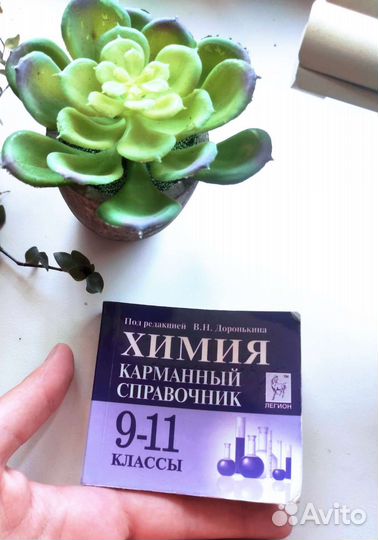 Под редакцией В.Н. Доронькина
ХИМИЯ
КАРМАННЫЙ
СПРАВОЧНИК
ЛЕГИОН
9-11
КЛАССЫ
Avito